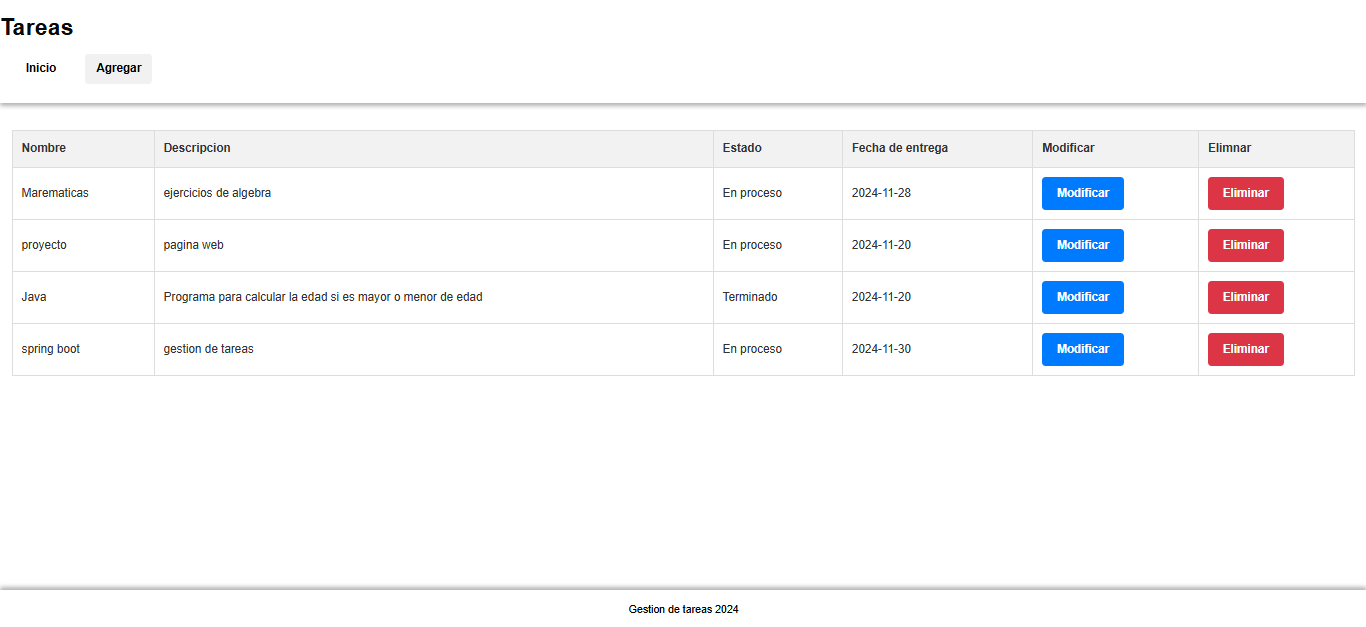 Tareas
Inicio Agregar
Nombre Descripcion Estado Fecha de entrega Modificar Elimnar
Marematicas ejercicios de algebra En proceso 2024-11-28 Modificar Eliminar
proyecto pagina web En proceso 2024-11-20 Modificar Eliminar
Java Programa para calcular la edad si es mayor o menor de edad Terminado 2024-11-20 Modificar Eliminar
spring boot gestion de tareas En proceso 2024-11-30 Modificar Eliminar
Gestion de tareas 2024